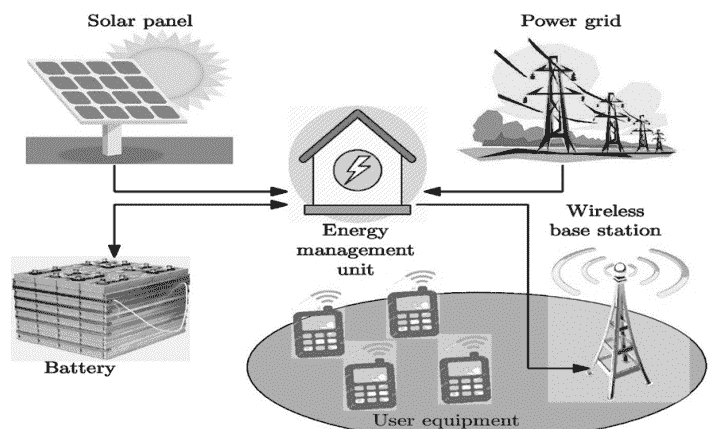 Solar panel
Power grid
Energy
management
unit
Wireless
base station
Battery
User equipment